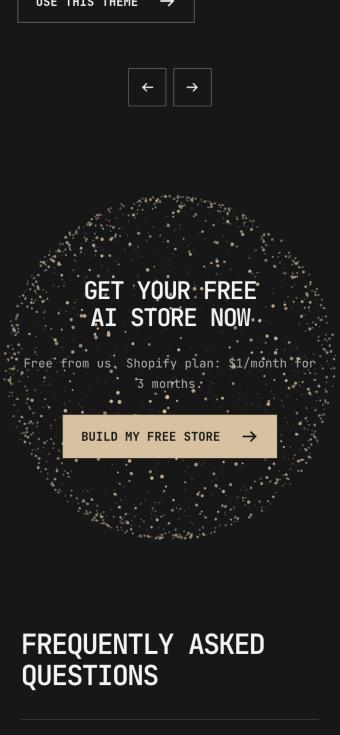 USE THIS THEME →
← →
GET YOUR FREE
AI STORE NOW
Free from us. Shopify plan: $1/month for
3 months.
BUILD MY FREE STORE →
FREQUENTLY ASKED
QUESTIONS